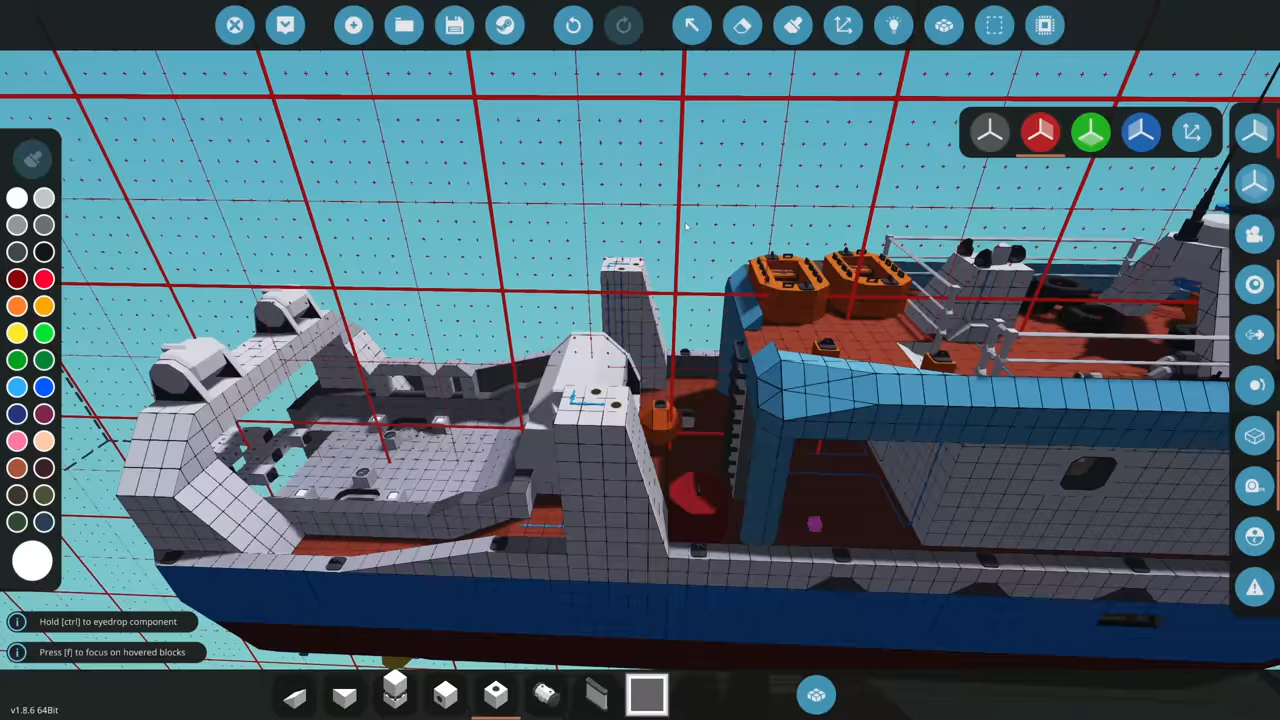 Hold [ctrl] to eyedrop component
Press [f] to focus on hovered blocks
v1.8.6 64Bit